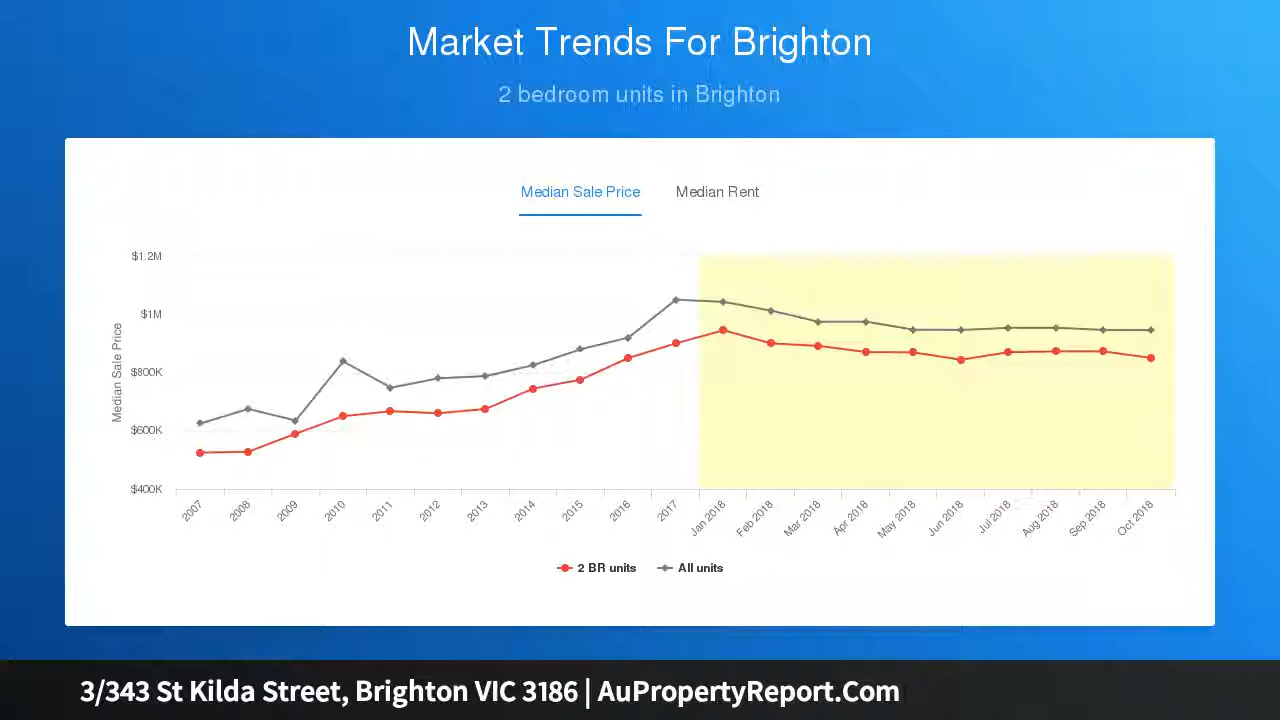 Market Trends For Brighton
2 bedroom units in Brighton
Median Sale Price Median Rent
Median Sale Price
$1.2M
$1M
$800K
$600K
$400K
2007 2008 2009 2010 2011 2012 2013 2014 2015 2016 2017 Jan 2018 Feb 2018 Mar 2018 Apr 2018 May 2018 Jun 2018 Jul 2018 Aug 2018 Sep 2018 Oct 2018
2 BR units All units
3/343 St Kilda Street, Brighton VIC 3186 | AuPropertyReport.Com